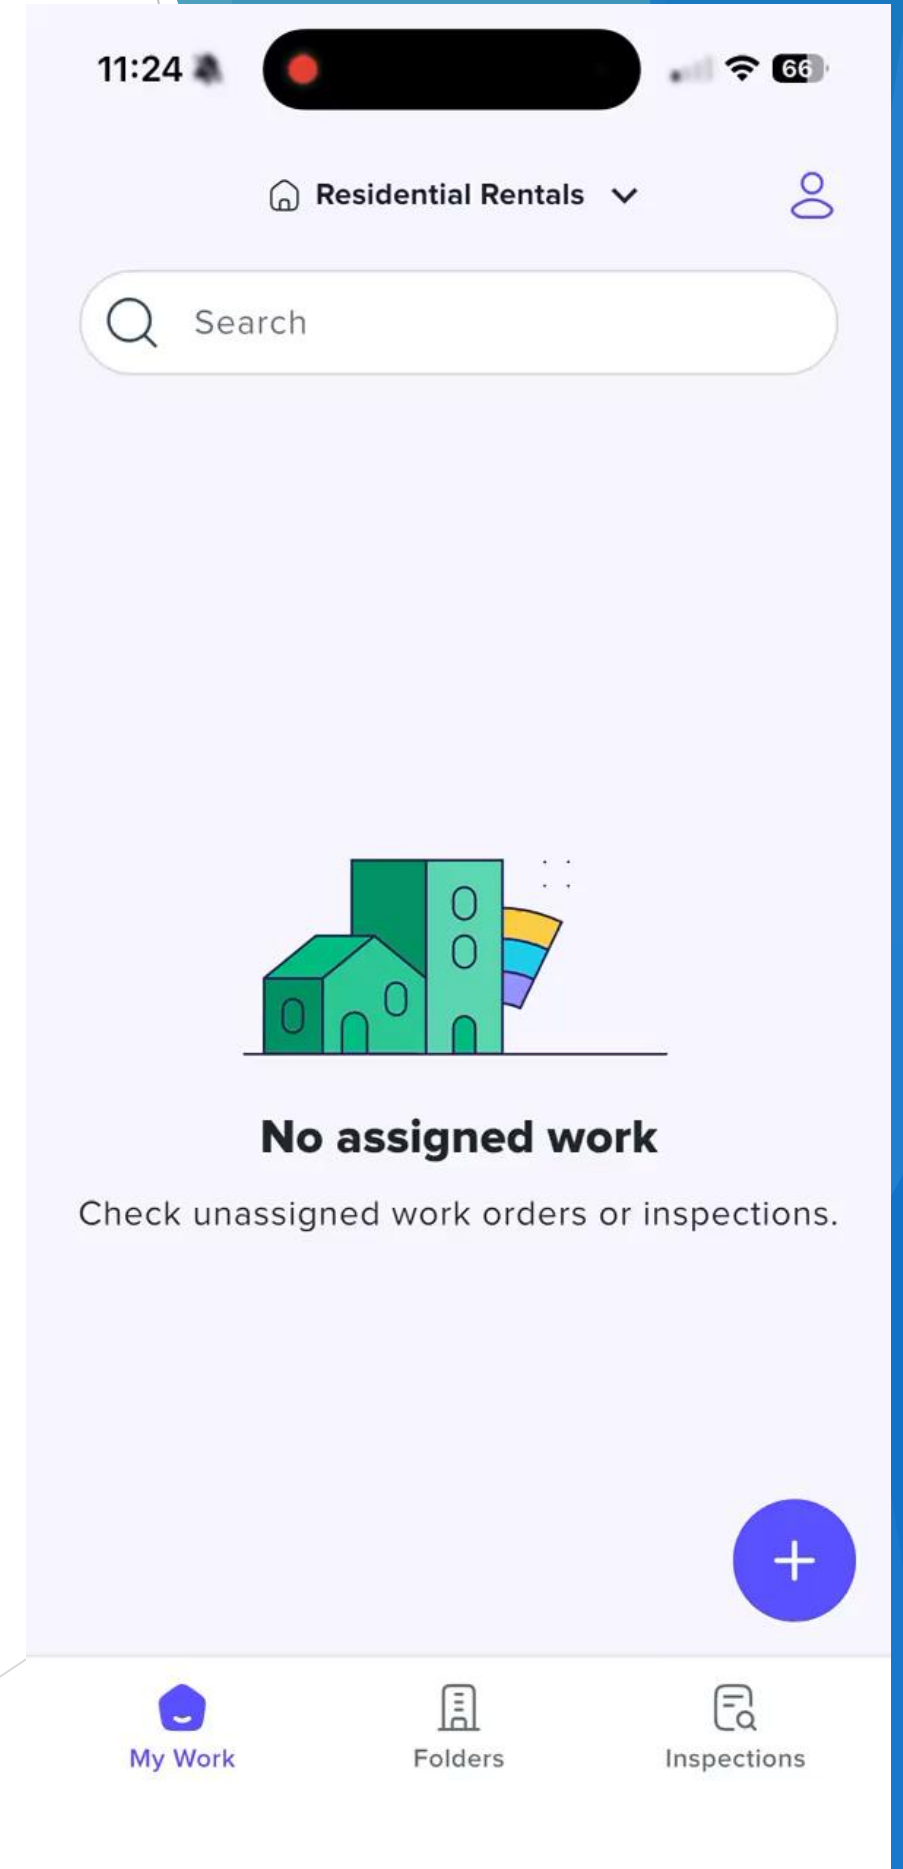 11:24
66
Residential Rentals
Search
No assigned work
Check unassigned work orders or inspections.
My Work
Folders
Inspections